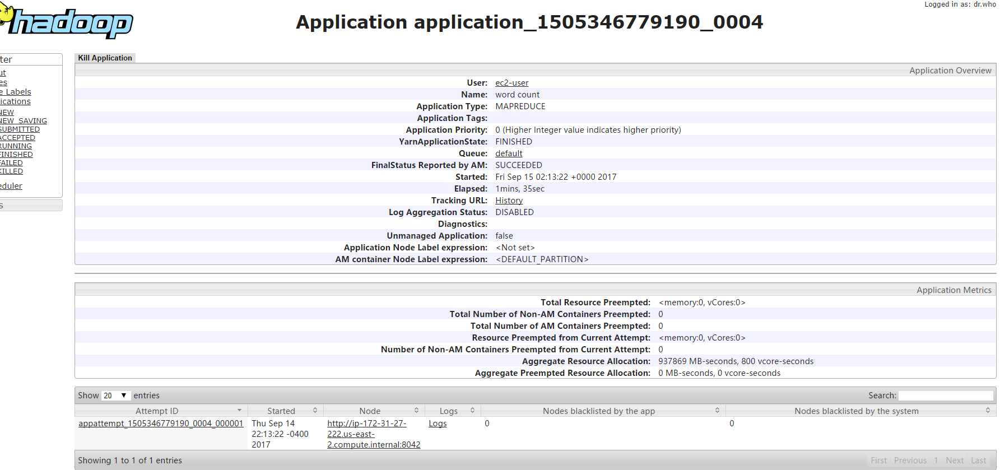 Logged in as: dr.who
hadoop
Application application_1505346779190_0004
ter
ut
es
e Labels
ications
NEW
NEW_SAVING
SUBMITTED
ACCEPTED
RUNNING
FINISHED
FAILED
KILLED
eduler
s
Kill Application
Application Overview
User: ec2-user
Name: word count
Application Type: MAPREDUCE
Application Tags:
Application Priority: 0 (Higher Integer value indicates higher priority)
YarnApplicationState: FINISHED
Queue: default
FinalStatus Reported by AM: SUCCEEDED
Started: Fri Sep 15 02:13:22 +0000 2017
Elapsed: 1mins, 35sec
Tracking URL: History
Log Aggregation Status: DISABLED
Diagnostics:
Unmanaged Application: false
Application Node Label expression: <Not set>
AM container Node Label expression: <DEFAULT_PARTITION>
Application Metrics
Total Resource Preempted: <memory:0, vCores:0>
Total Number of Non-AM Containers Preempted: 0
Total Number of AM Containers Preempted: 0
Resource Preempted from Current Attempt: <memory:0, vCores:0>
Number of Non-AM Containers Preempted from Current Attempt: 0
Aggregate Resource Allocation: 937869 MB-seconds, 800 vcore-seconds
Aggregate Preempted Resource Allocation: 0 MB-seconds, 0 vcore-seconds
Show 20 entries Search:
Attempt ID Started Node Logs Nodes blacklisted by the app Nodes blacklisted by the system
appattempt_1505346779190_0004_000001 Thu Sep 14 http://ip-172-31-27- Logs 0 0
22:13:22 -0400 222.us-east-
2017 2.compute.internal:8042
Showing 1 to 1 of 1 entries First Previous 1 Next Last